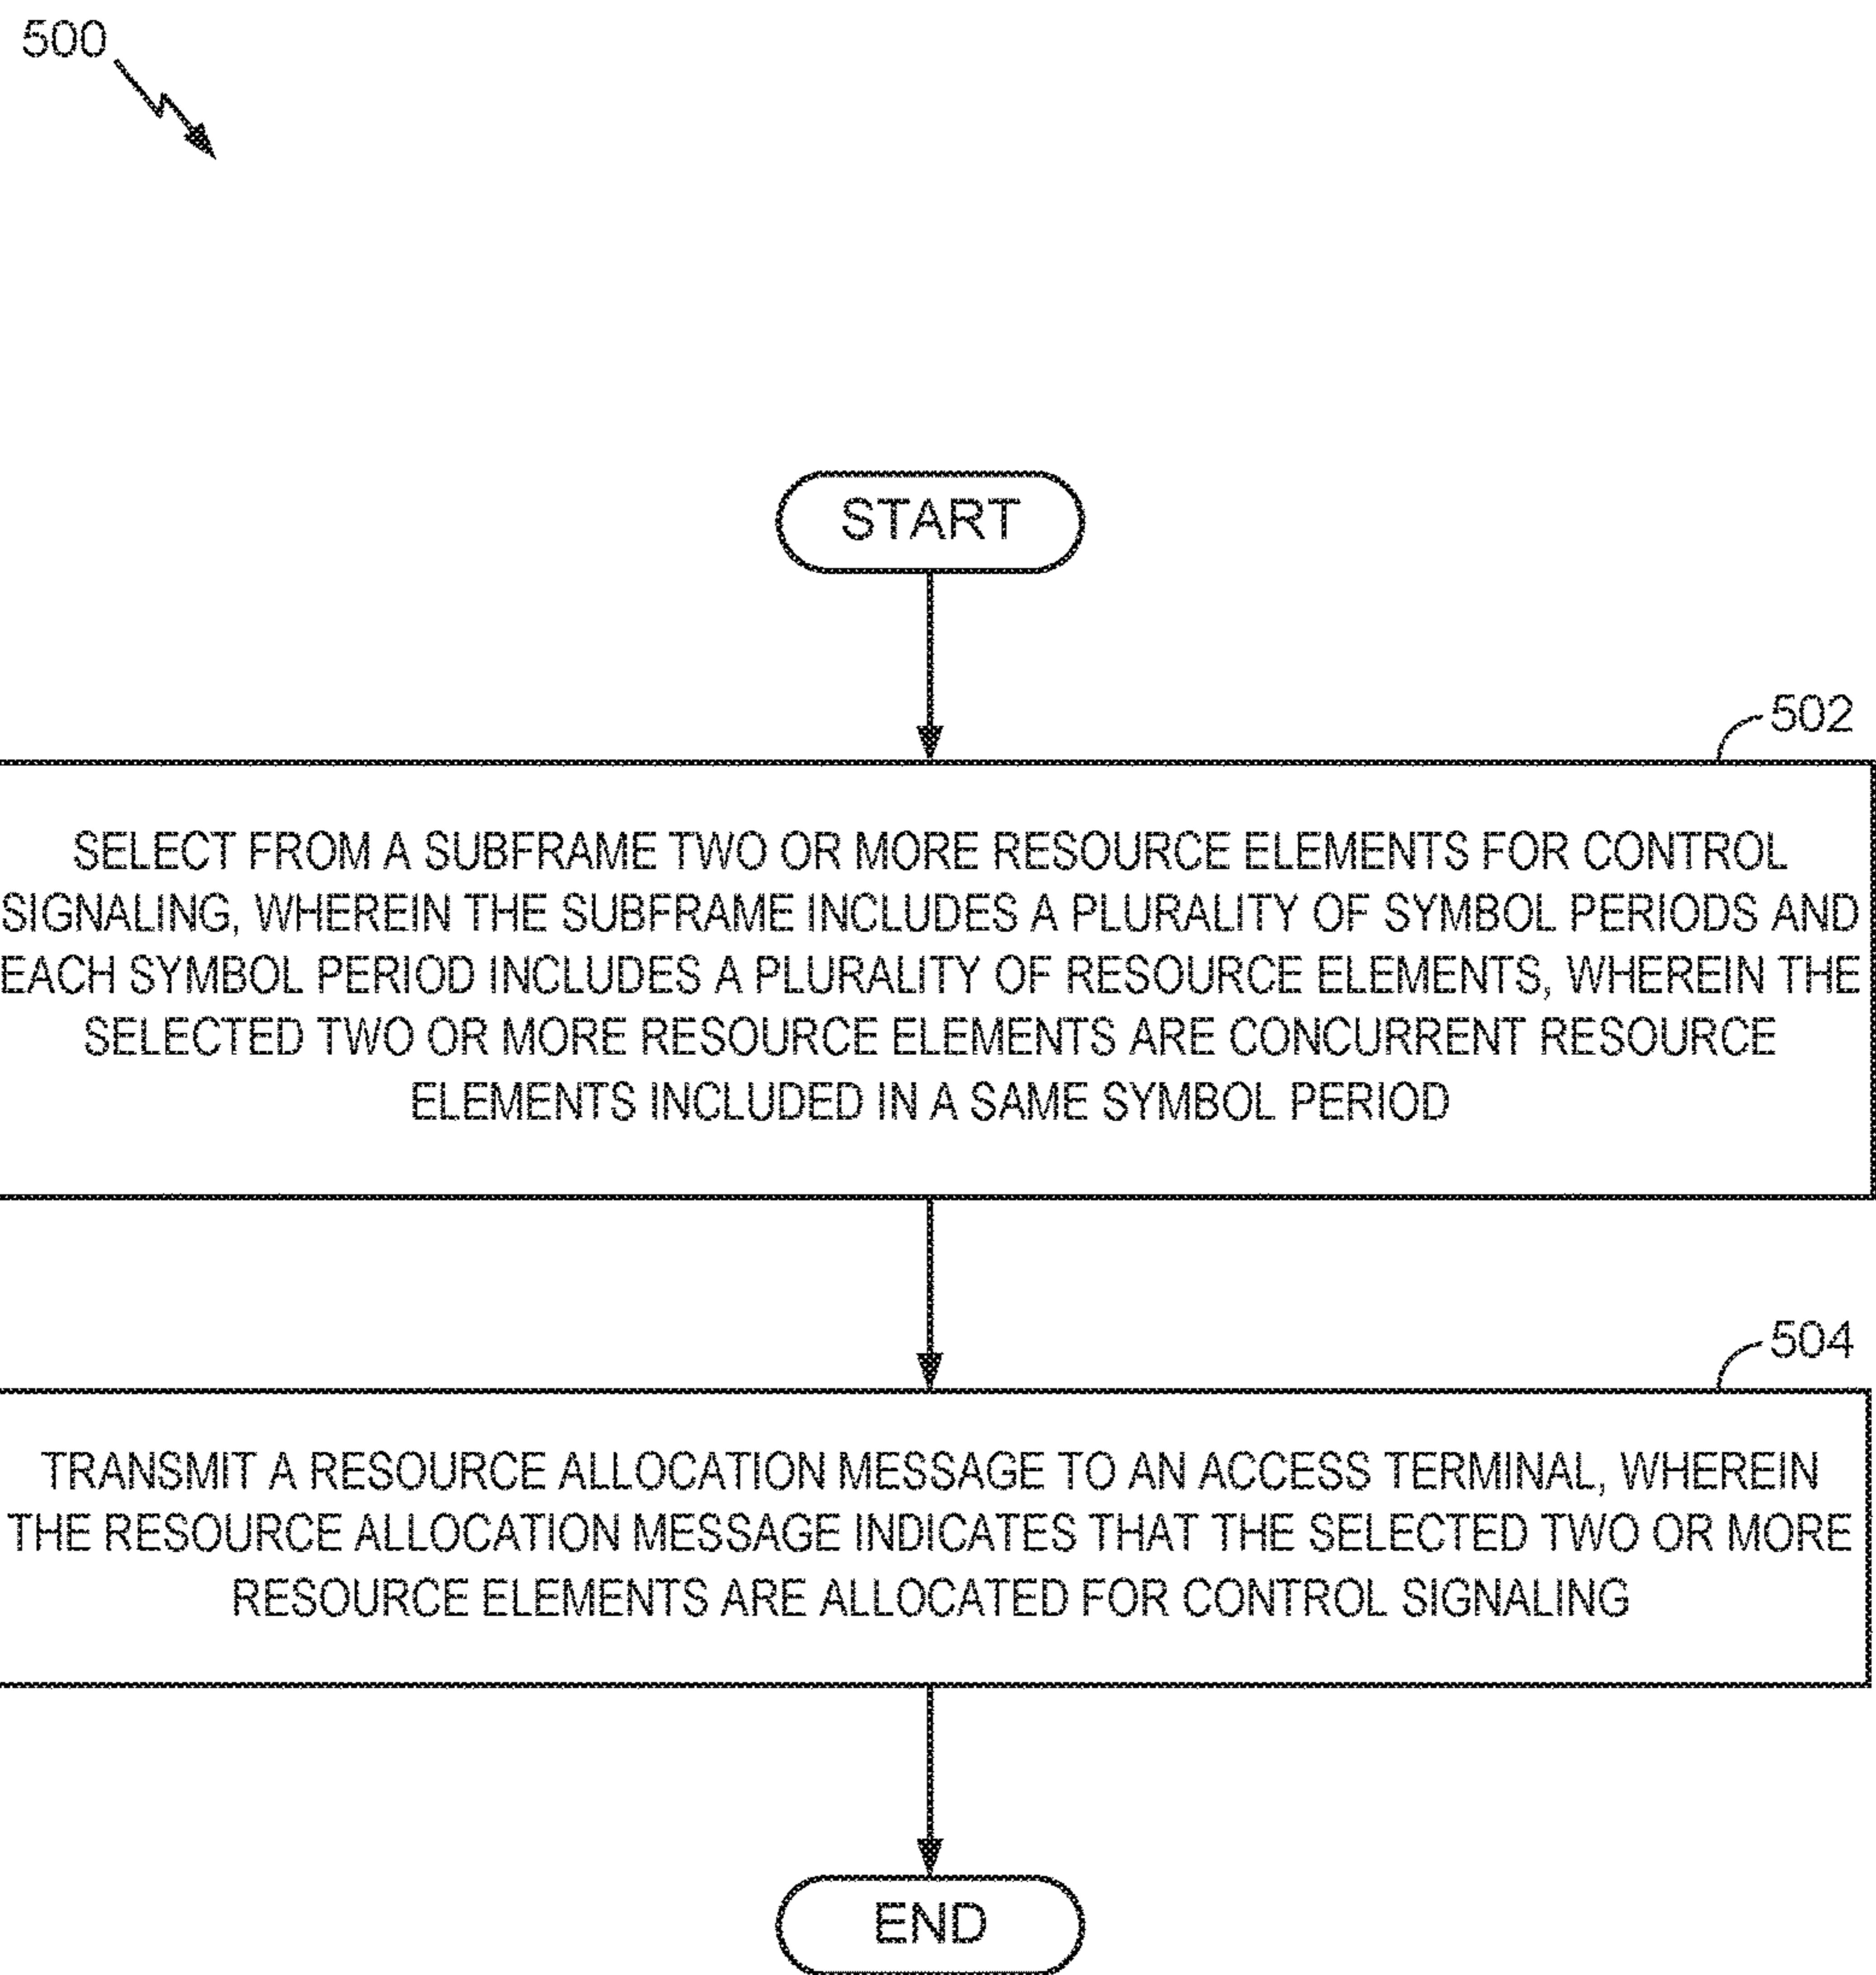 500
START
502
SELECT FROM A SUBFRAME TWO OR MORE RESOURCE ELEMENTS FOR CONTROL
SIGNALING, WHEREIN THE SUBFRAME INCLUDES A PLURALITY OF SYMBOL PERIODS AND
EACH SYMBOL PERIOD INCLUDES A PLURALITY OF RESOURCE ELEMENTS, WHEREIN THE
SELECTED TWO OR MORE RESOURCE ELEMENTS ARE CONCURRENT RESOURCE
ELEMENTS INCLUDED IN A SAME SYMBOL PERIOD
504
TRANSMIT A RESOURCE ALLOCATION MESSAGE TO AN ACCESS TERMINAL, WHEREIN
THE RESOURCE ALLOCATION MESSAGE INDICATES THAT THE SELECTED TWO OR MORE
RESOURCE ELEMENTS ARE ALLOCATED FOR CONTROL SIGNALING
END